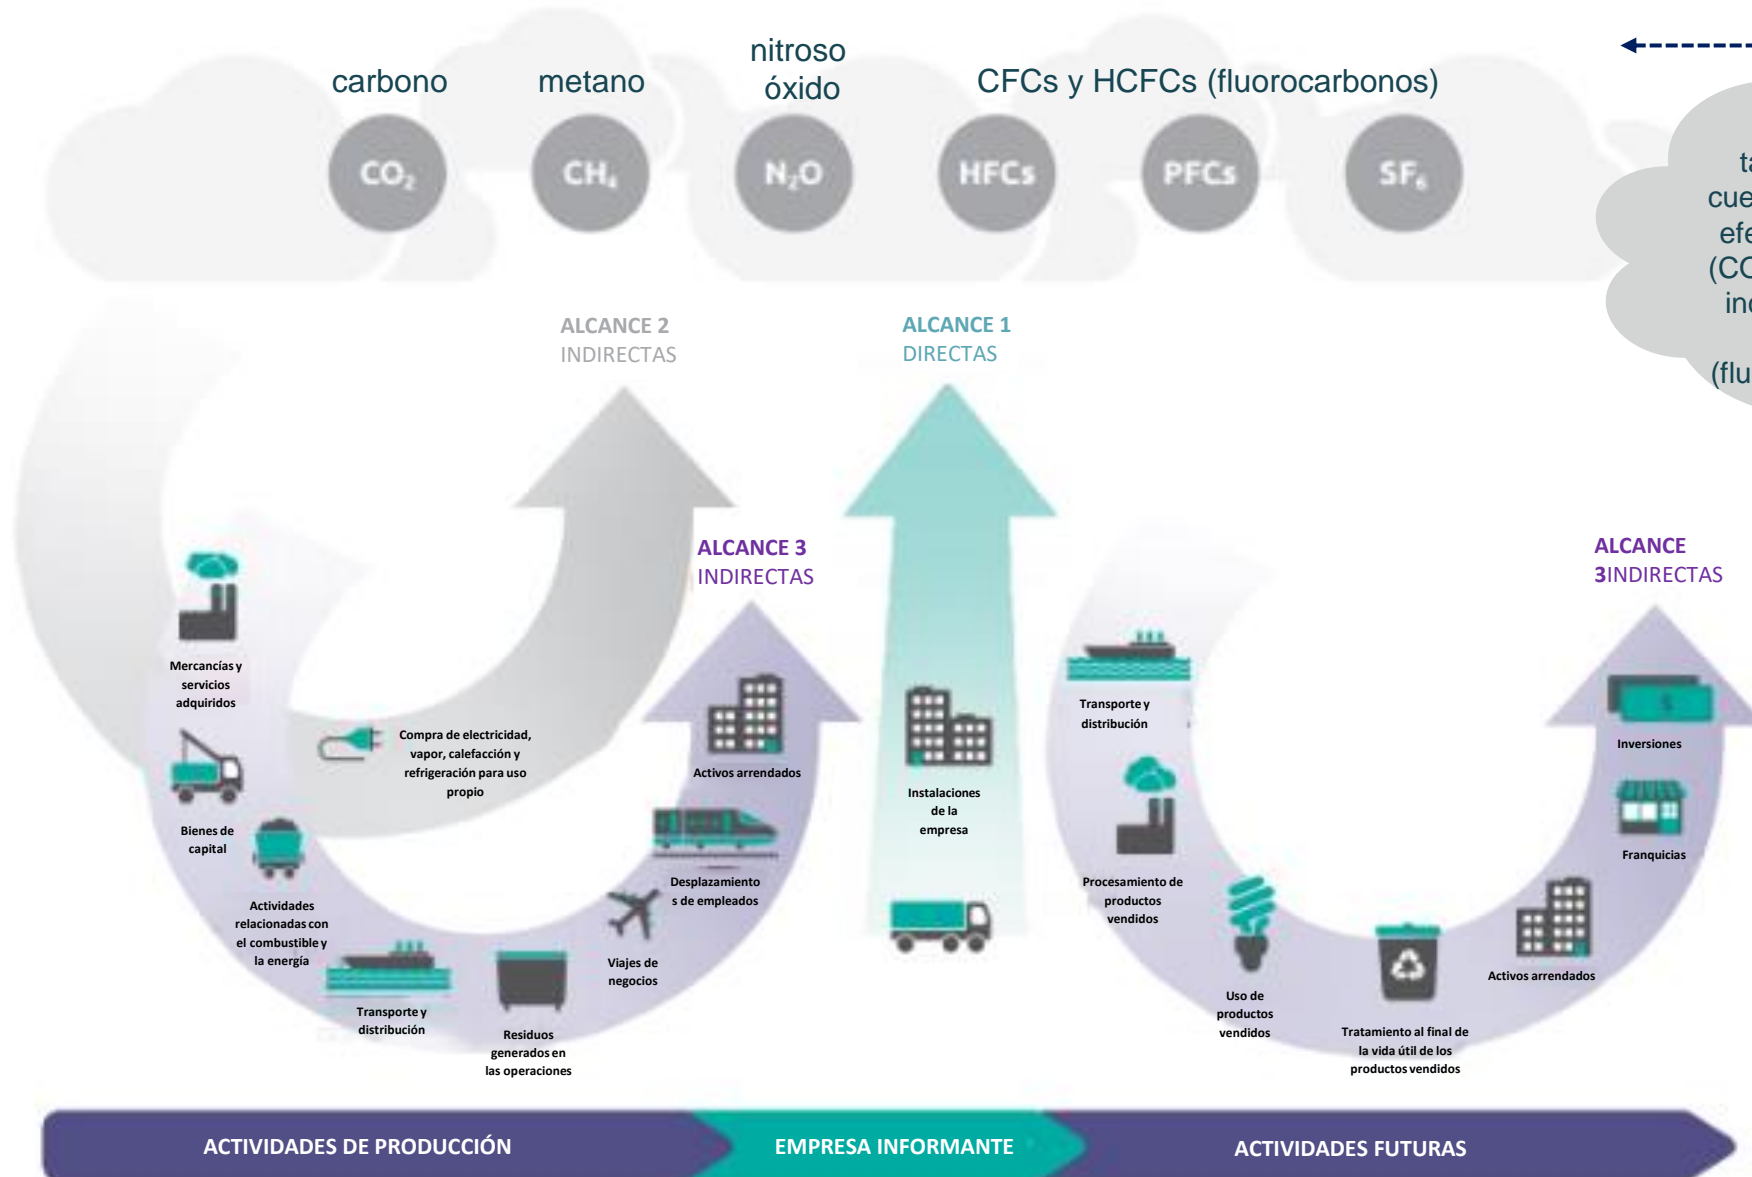 nitroso
óxido
carbono
metano
CFCs y HCFCs (fluorocarbonos)
CO₂
CH₄
N₂O
HFCs
PFCs
SF₆
(flu
ALCANCE 2
INDIRECTAS
ALCANCE 1
DIRECTAS
ALCANCE 3
INDIRECTAS
ALCANCE
3INDIRECTAS
Mercancías y
servicios
adquiridos
Compra de electricidad,
vapor, calefacción y
refrigeración para uso
propio
Bienes de
capital
Actividades
relacionadas con
el combustible y
la energía
Transporte y
distribución
Residuos
generados en
las operaciones
Viajes de
negocios
Desplazamiento
s de empleados
Activos arrendados
Instalaciones
de la
empresa
Transporte y
distribución
Procesamiento de
productos
vendidos
Uso de
productos
vendidos
Tratamiento al final de
la vida útil de los
productos vendidos
Activos arrendados
Franquicias
Inversiones
$
ACTIVIDADES DE PRODUCCIÓN
EMPRESA INFORMANTE
ACTIVIDADES FUTURAS